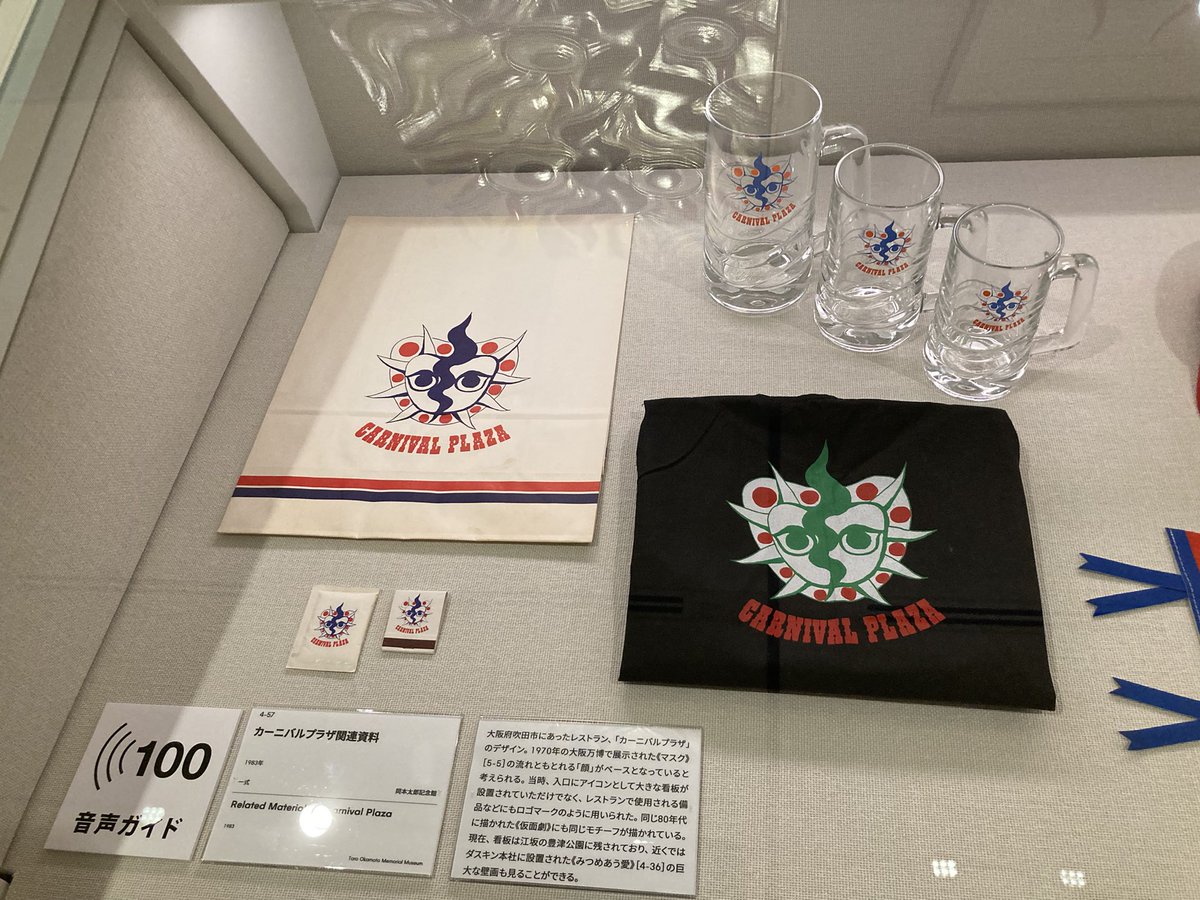 CARNIVAL PLAZA
CARNIVAL PLAZA
CARNIVAL PLAZA
CARNIVAL PLAZA
CARNIVAL PLAZA
CARNIVAL PLAZA
CARNIVAL PLAZA
100
音声ガイド
4-57
カーニバルプラザ関連資料
1983年
一式
岡本太郎記念館
Related Material Carnival Plaza
1983
Taro Okamoto Memorial Museum
大阪府吹田市にあったレストラン、「カーニバルプラザ」
のデザイン。1970年の大阪万博で展示された《マスク》
[5-5]の流れともとれる「顔」がベースとなっていると
考えられる。当時、入口にアイコンとして大きな看板が
設置されていただけでなく、レストランで使用される備
品などにもロゴマークのように用いられた。同じ80年代
に描かれた《仮面劇》にも同じモチーフが描かれている。
現在、看板は江坂の豊津公園に残されており、近くでは
ダスキン本社に設置された《みつめあう愛》[4-36]の巨
大な壁画も見ることができる。